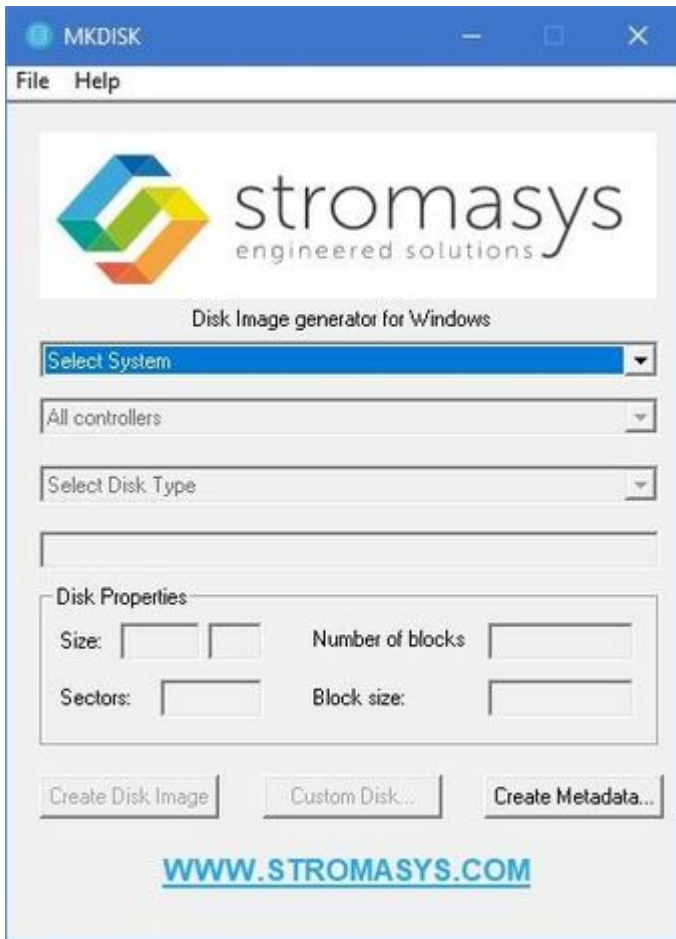 MKDISK
File Help
stromasys
engineered solutions
Disk Image generator for Windows
Select System
All controllers
Select Disk Type
Disk Properties
Size: Number of blocks
Sectors: Block size:
Create Disk Image Custom Disk... Create Metadata...
WWW.STROMASYS.COM